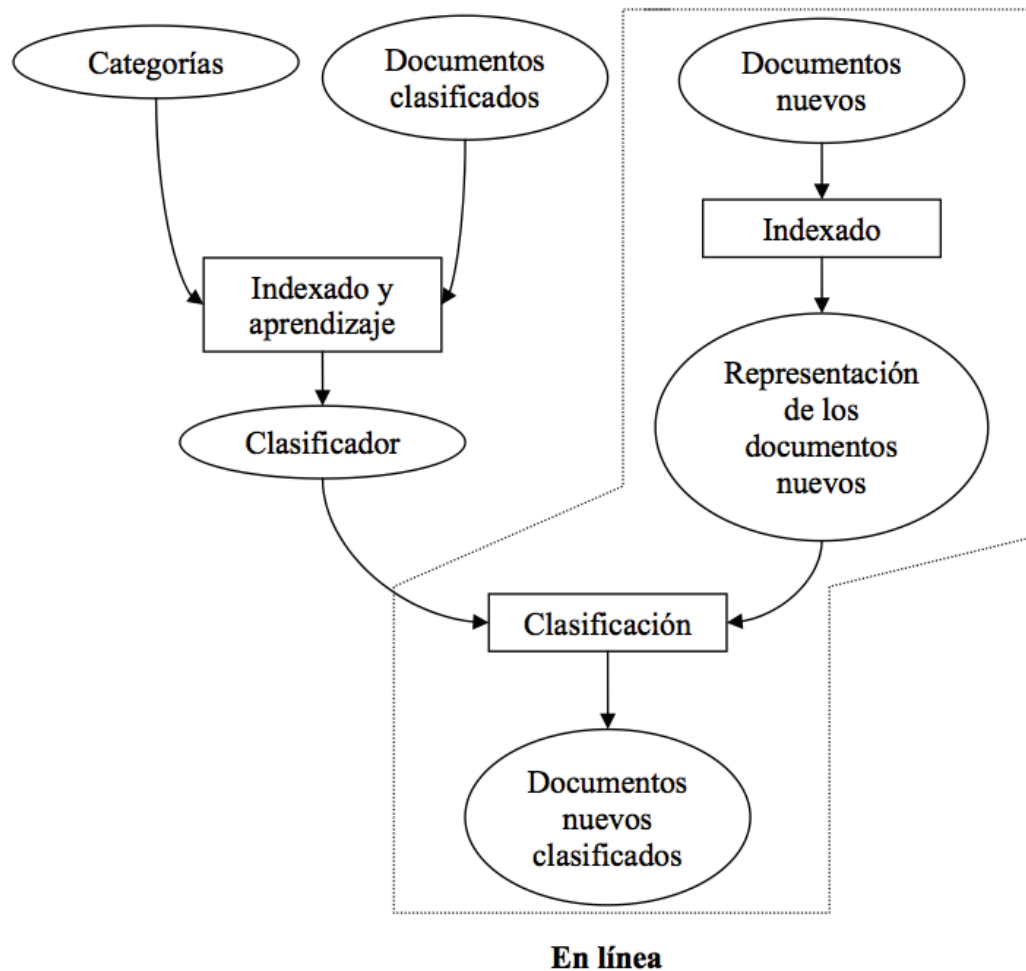 Categorías
Documentos
clasificados
Documentos
nuevos
Indexado
Indexado y
aprendizaje
Representación
de los
documentos
nuevos
Clasificador
Clasificación
Documentos
nuevos
clasificados
En línea